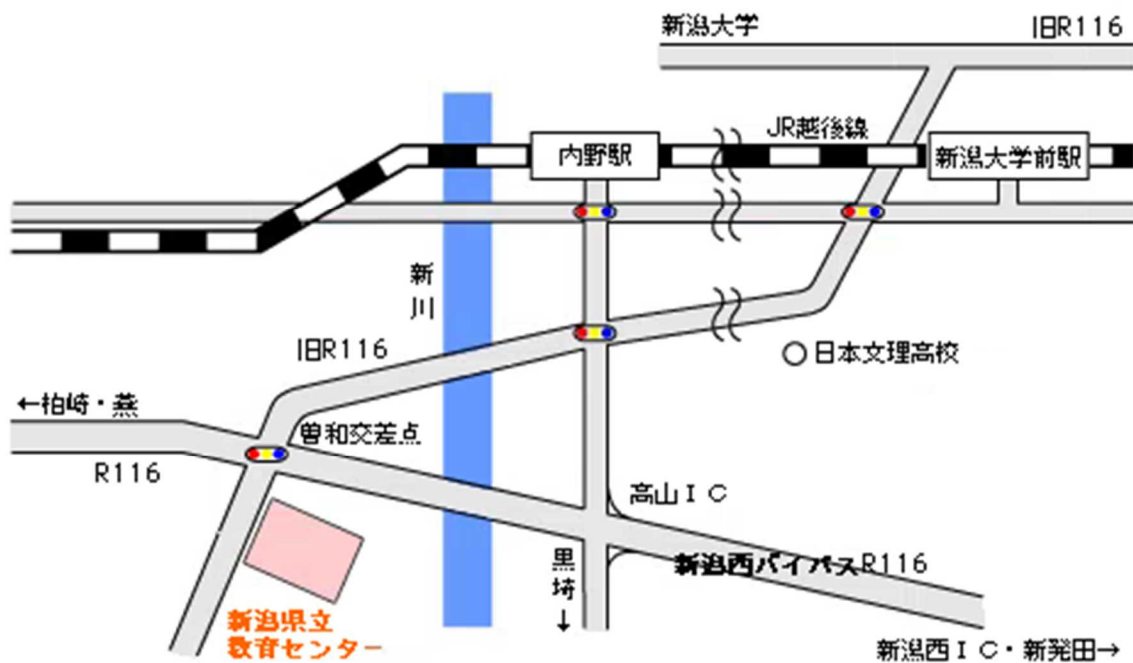 新潟大学
旧R116
JR越後線
内野駅
新潟大学前駅
新
川
旧R116
日本文理高校
←柏崎・燕
曽和交差点
R116
高山ＩＣ
黒
埼
↓
新潟西バイパスR116
新潟県立
教育センター
新潟西ＩＣ・新発田→